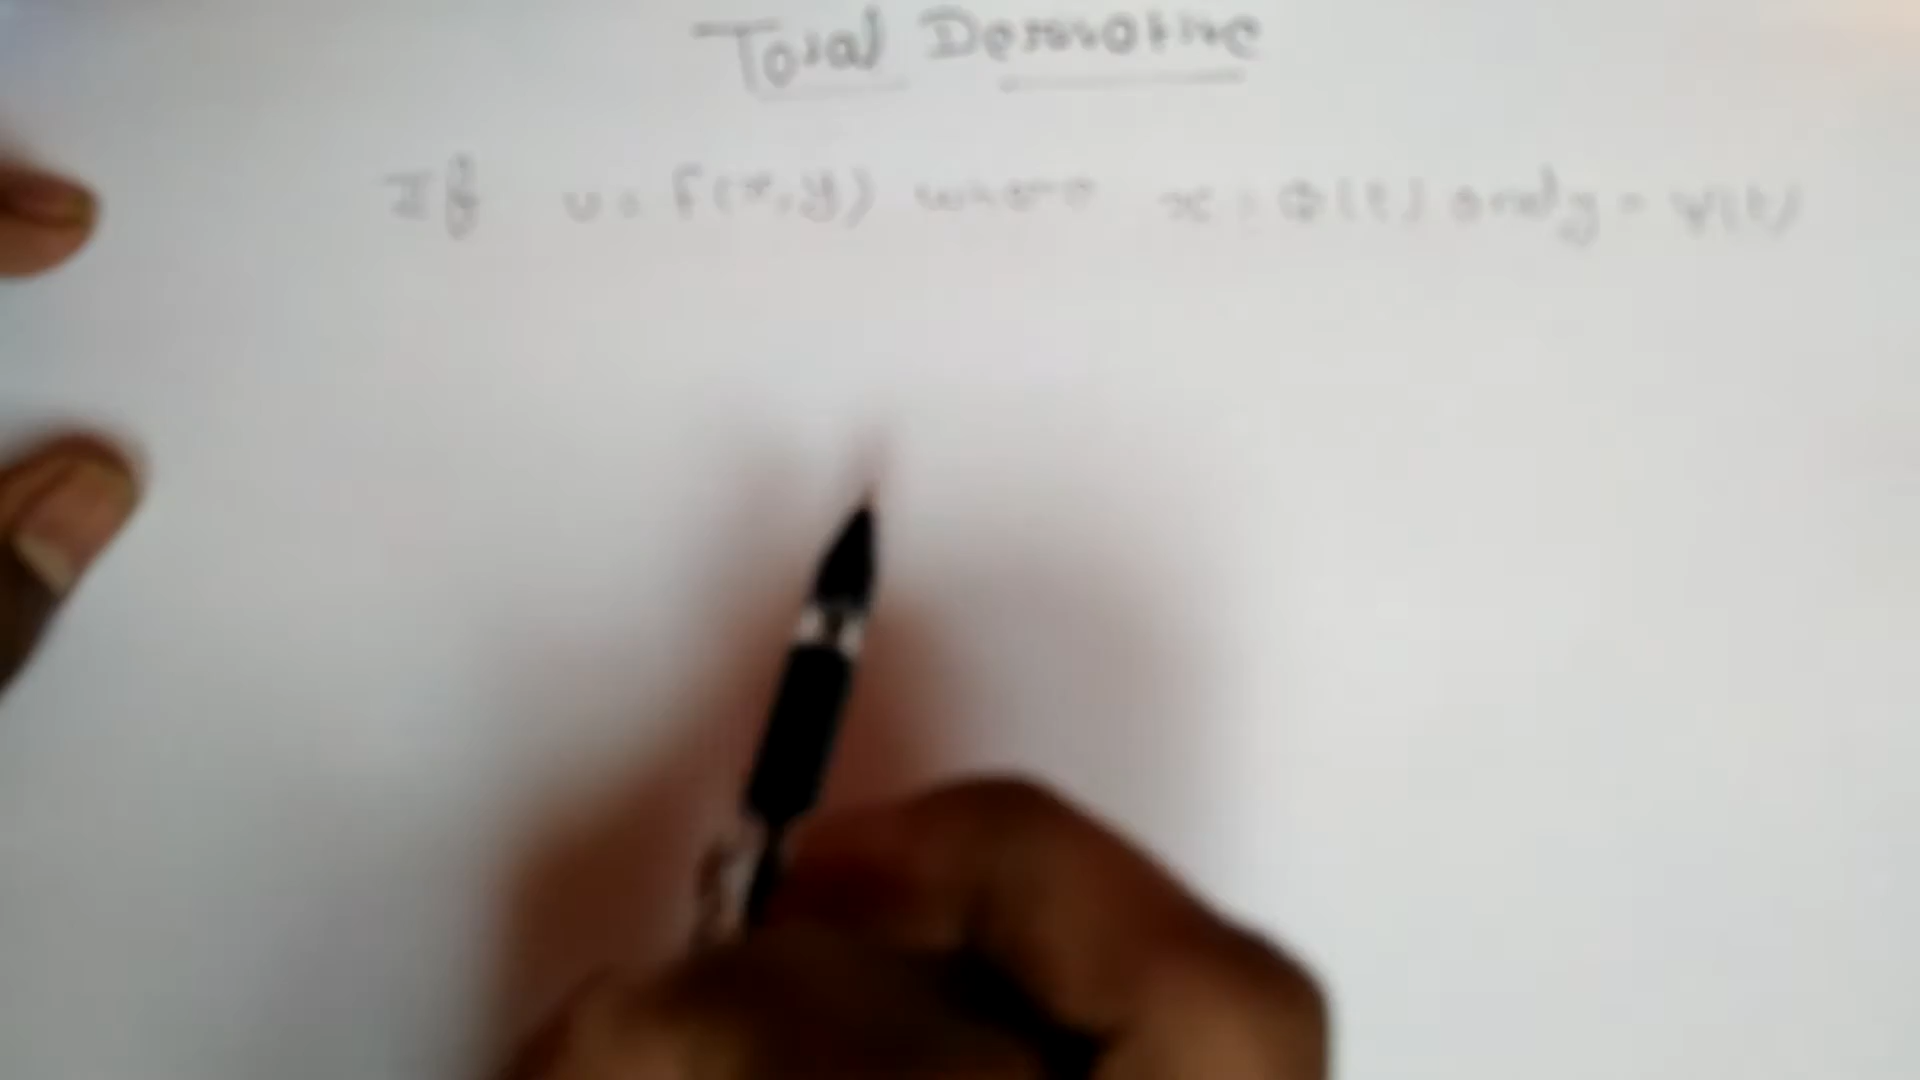 Total Derivative
If u = f(x,y) where x = Φ(t) and y = Ψ(t)